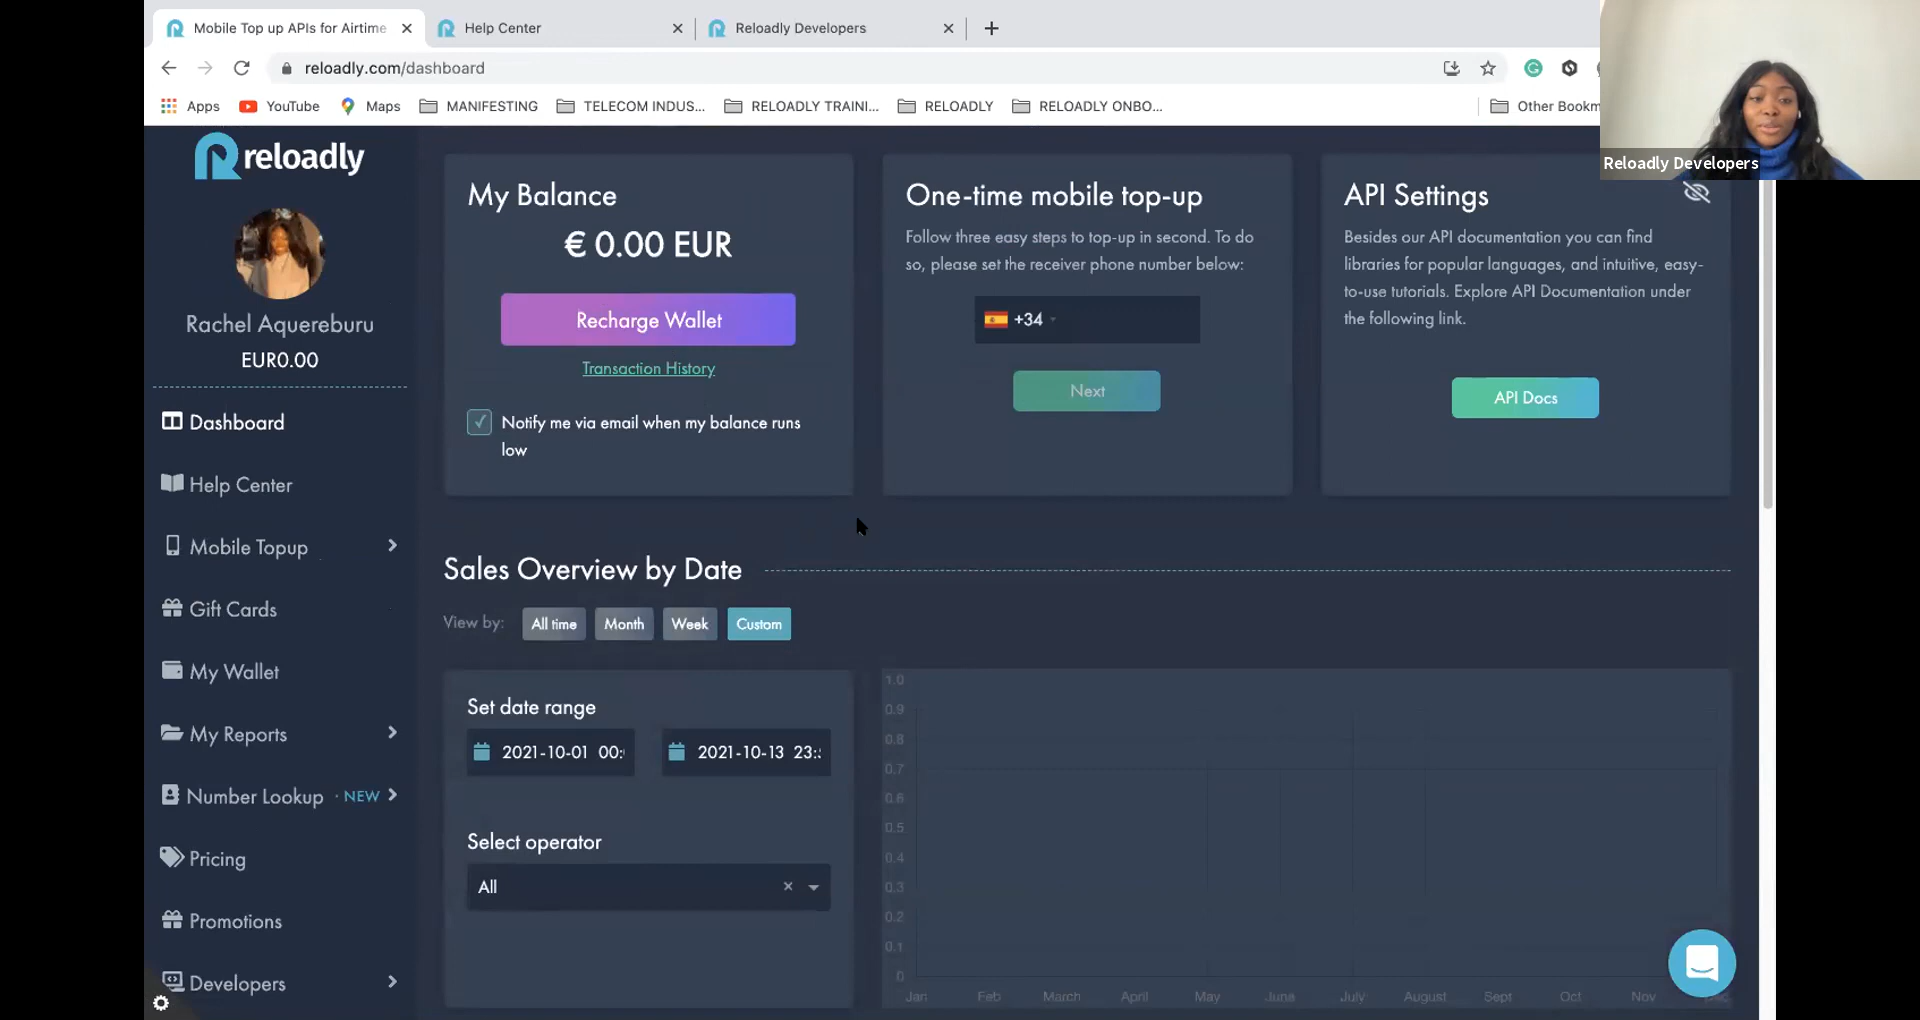 Mobile Top up APIs for Airtime
Help Center
Reloadly Developers
reloadly.com/dashboard
Apps
YouTube
Maps
MANIFESTING
TELECOM INDUS...
RELOADLY TRAINI...
RELOADLY
RELOADLY ONBO...
Other Bookm
Reloadly Developers
reloadly
Rachel Aquereburu
EUR0.00
Dashboard
Help Center
Mobile Topup
Gift Cards
My Wallet
My Reports
Number Lookup · NEW
Pricing
Promotions
Developers
My Balance
€ 0.00 EUR
Recharge Wallet
Transaction History
Notify me via email when my balance runs
low
One-time mobile top-up
Follow three easy steps to top-up in second. To do
so, please set the receiver phone number below:
+34
Next
API Settings
Besides our API documentation you can find
libraries for popular languages, and intuitive, easy-
to-use tutorials. Explore API Documentation under
the following link.
API Docs
Sales Overview by Date
View by:
All time
Month
Week
Custom
Set date range
2021-10-01 00:
2021-10-13 23:
Select operator
All
1.0
0.9
0.8
0.7
0.6
0.5
0.4
0.3
0.2
0.1
0
Jan
Feb
March
April
May
June
July
August
Sept
Oct
Nov
Dec